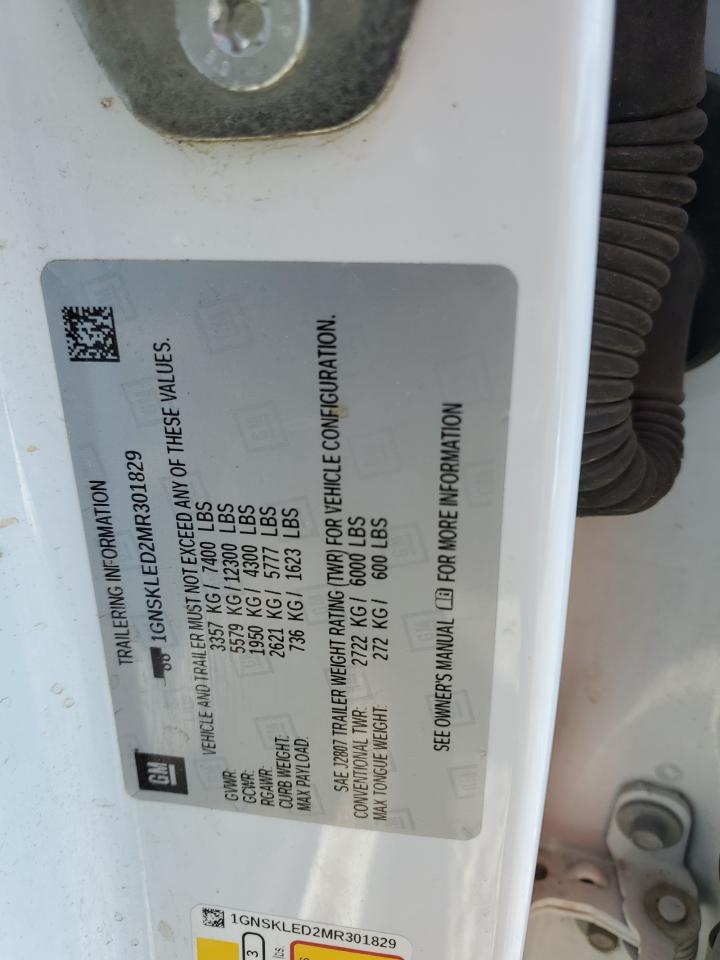 TRAILERING INFORMATION
GM
1GNSKLED2MR301829
VEHICLE AND TRAILER MUST NOT EXCEED ANY OF THESE VALUES.
GVWR: 3357 KG / 7400 LBS
GCWR: 5579 KG / 12300 LBS
RGAWR: 1950 KG / 4300 LBS
CURB WEIGHT: 2621 KG / 5777 LBS
MAX PAYLOAD: 736 KG / 1623 LBS
SAE J2807 TRAILER WEIGHT RATING (TWR) FOR VEHICLE CONFIGURATION.
CONVENTIONAL TWR: 2722 KG / 6000 LBS
MAX TONGUE WEIGHT: 272 KG / 600 LBS
SEE OWNER'S MANUAL FOR MORE INFORMATION
1GNSKLED2MR301829
3
lbs.